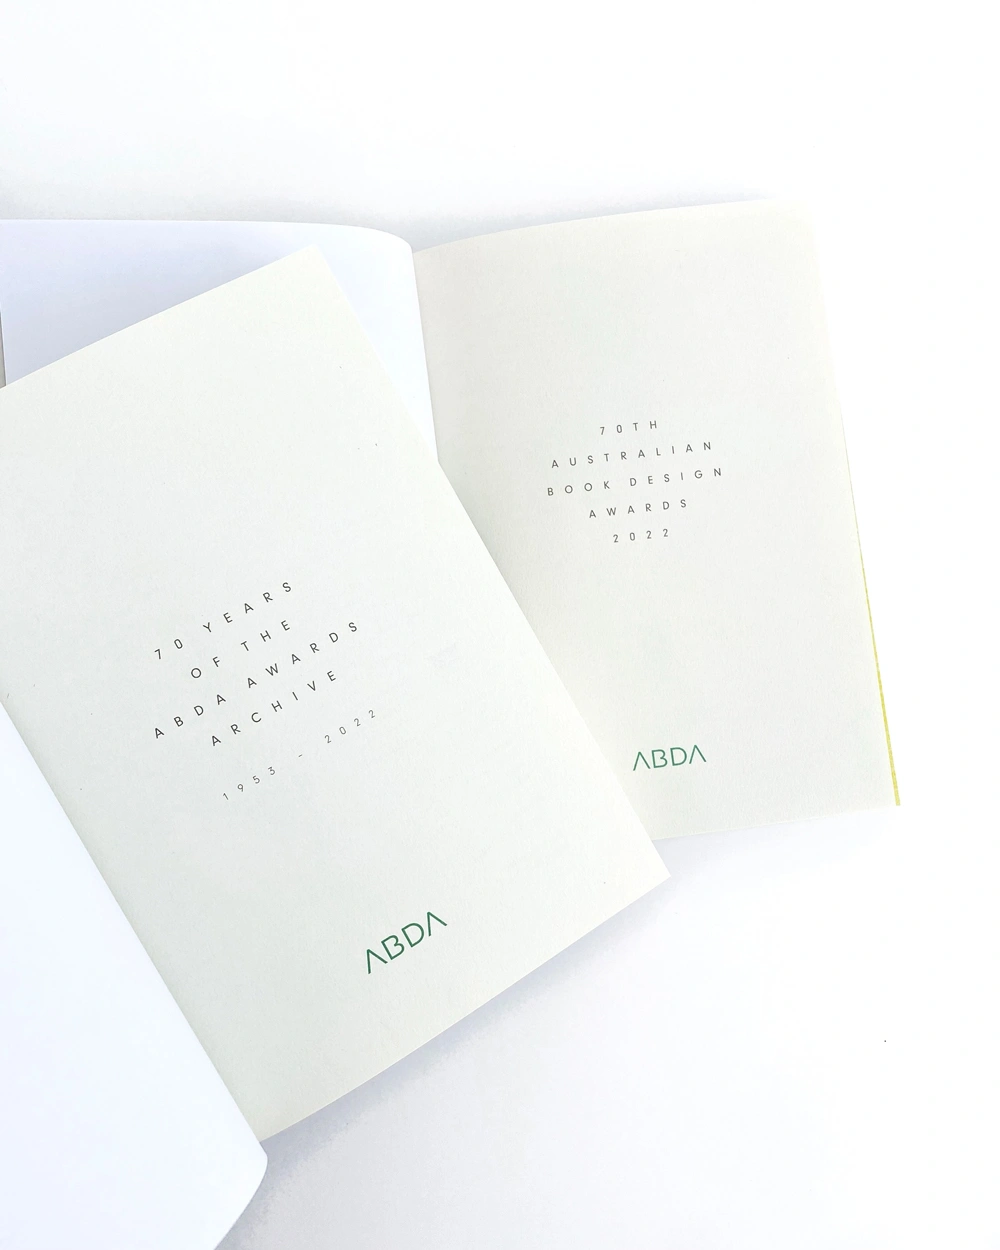 70 YEARS
OF THE
ABDA AWARDS
ARCHIVE
1953 – 2022
ABDA
70TH
AUSTRALIAN
BOOK DESIGN
AWARDS
2022
ABDA